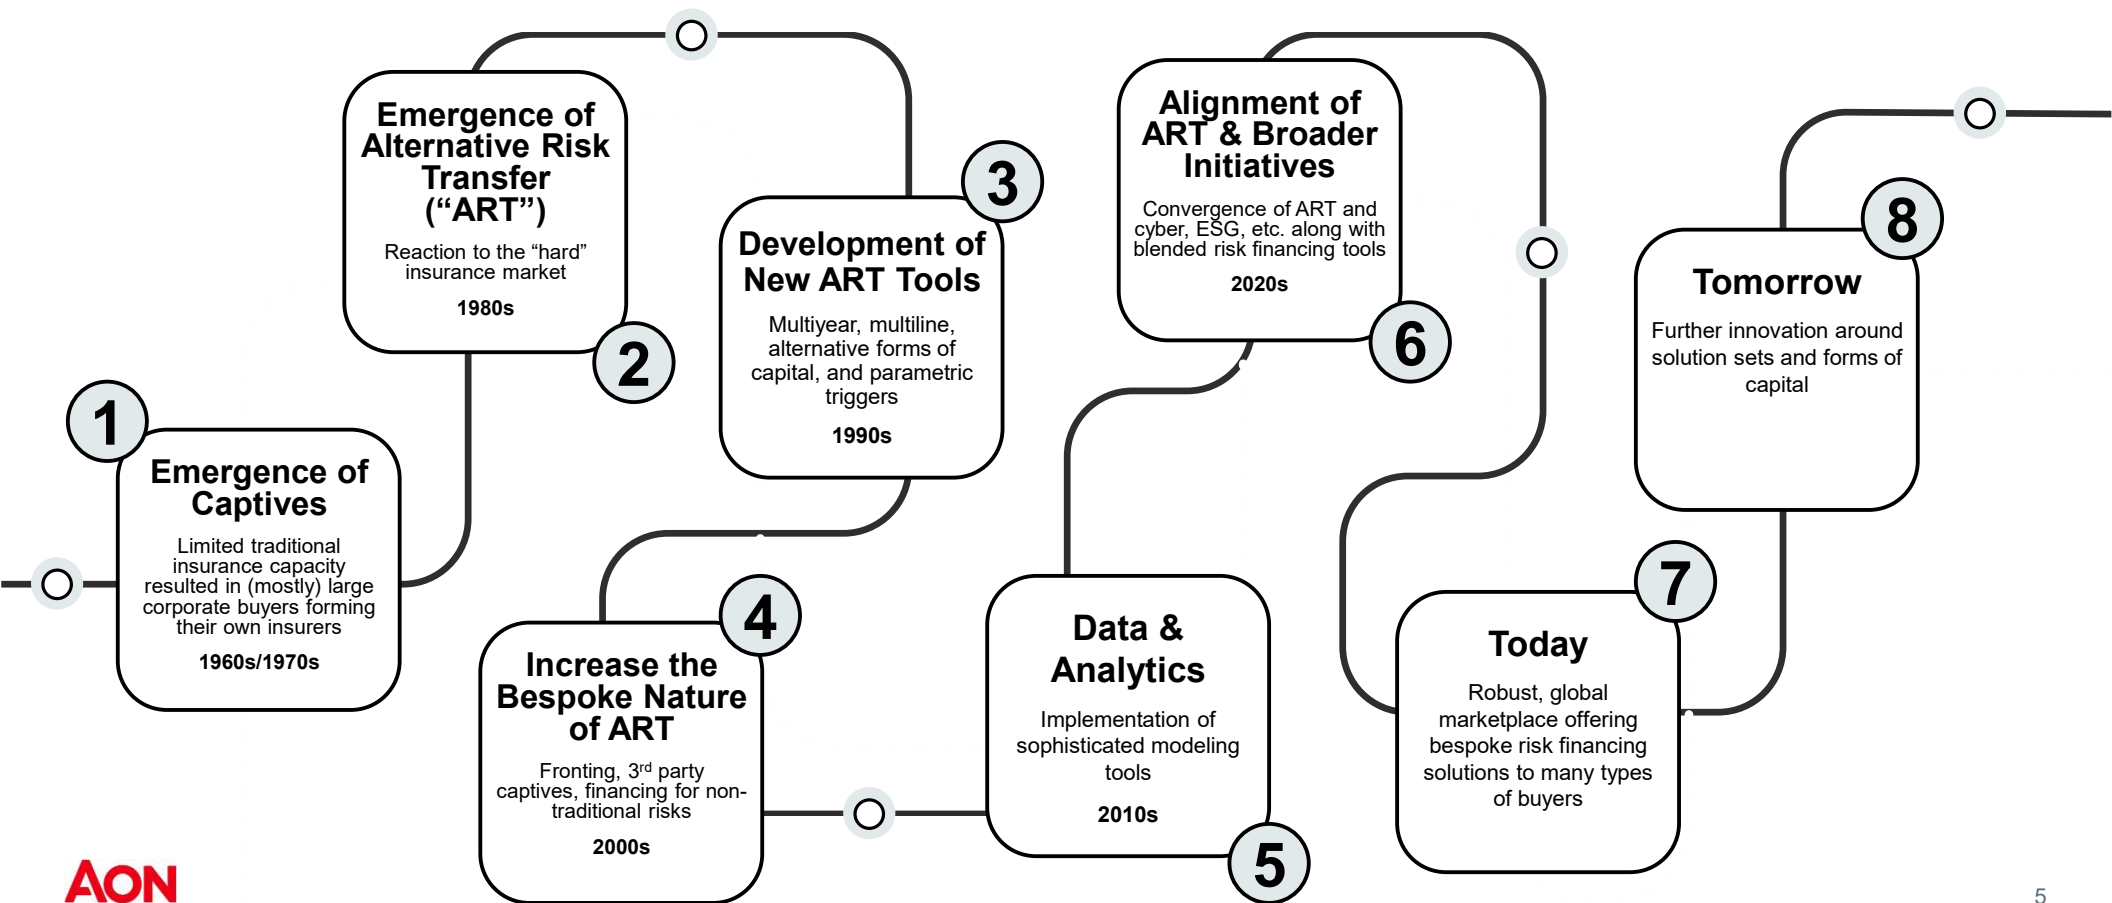 1
Emergence of
Captives
Limited traditional
insurance capacity
resulted in (mostly) large
corporate buyers forming
their own insurers
1960s/1970s
Emergence of
Alternative Risk
Transfer
(“ART”)
Reaction to the “hard”
insurance market
1980s
2
3
Development of
New ART Tools
Multiyear, multiline,
alternative forms of
capital, and parametric
triggers
1990s
4
Increase the
Bespoke Nature
of ART
Fronting, 3rd party
captives, financing for non-
traditional risks
2000s
Data &
Analytics
Implementation of
sophisticated modeling
tools
2010s
5
Alignment of
ART & Broader
Initiatives
Convergence of ART and
cyber, ESG, etc. along with
blended risk financing tools
2020s
6
7
Today
Robust, global
marketplace offering
bespoke risk financing
solutions to many types
of buyers
8
Tomorrow
Further innovation around
solution sets and forms of
capital
AON
5